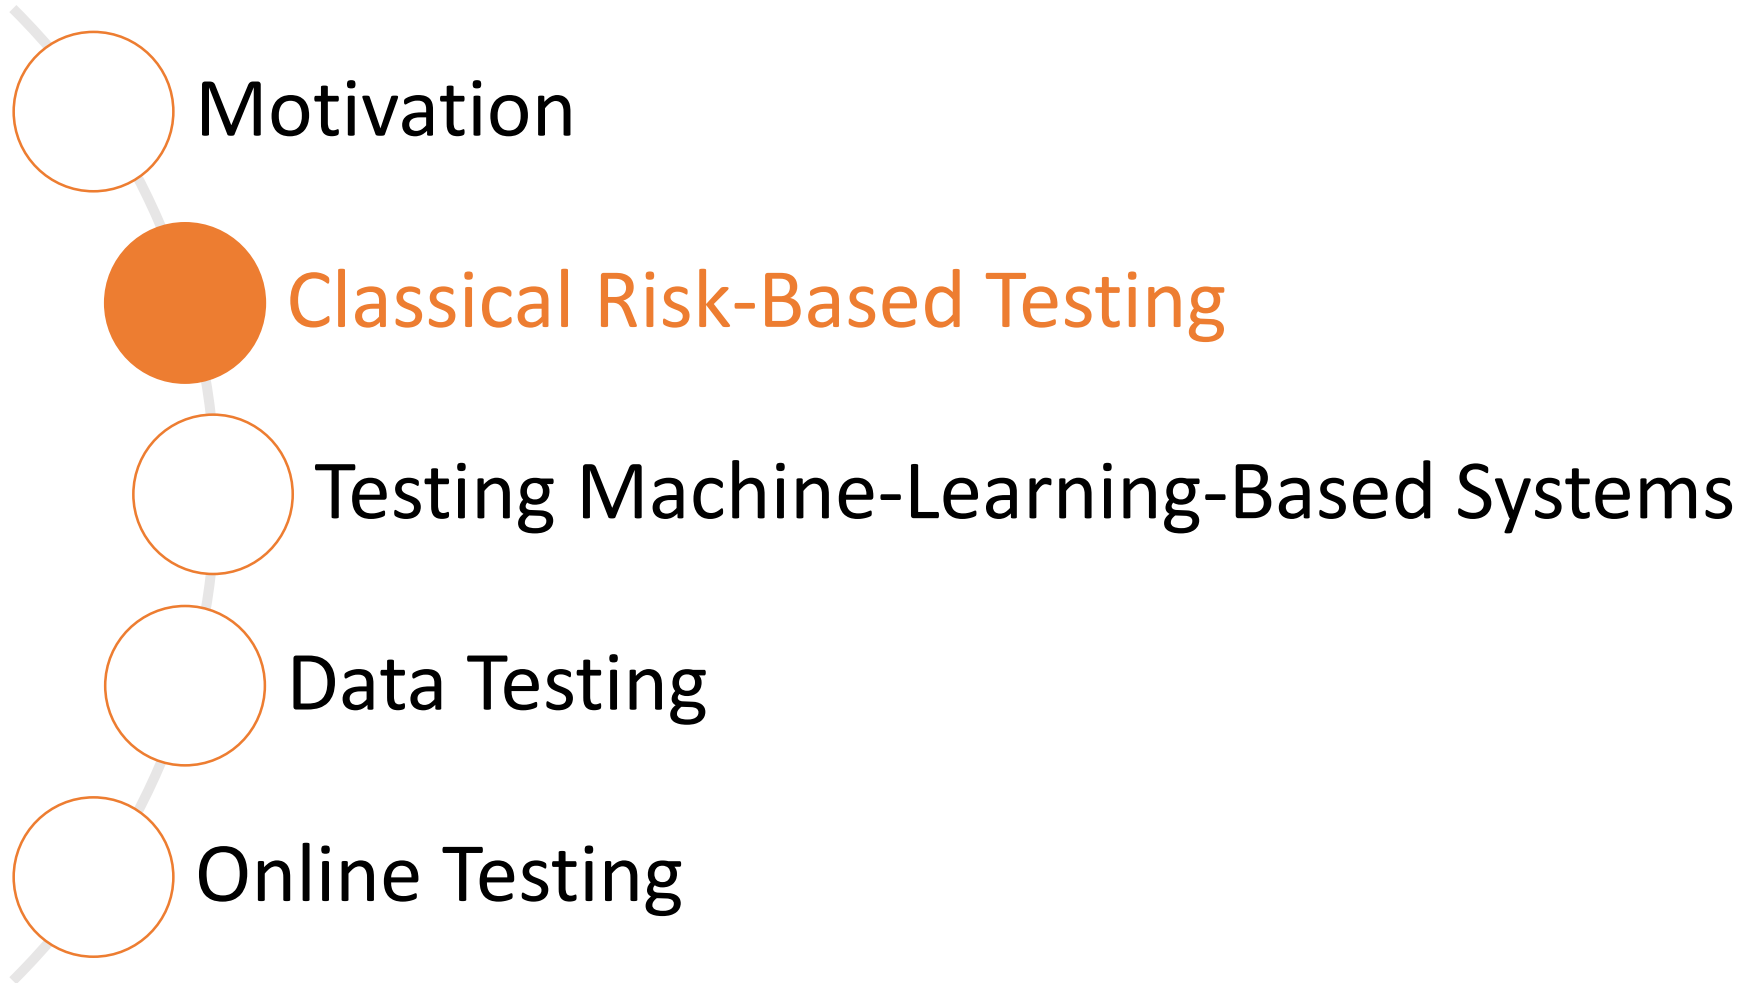 Motivation
Classical Risk-Based Testing
Testing Machine-Learning-Based Systems
Data Testing
Online Testing